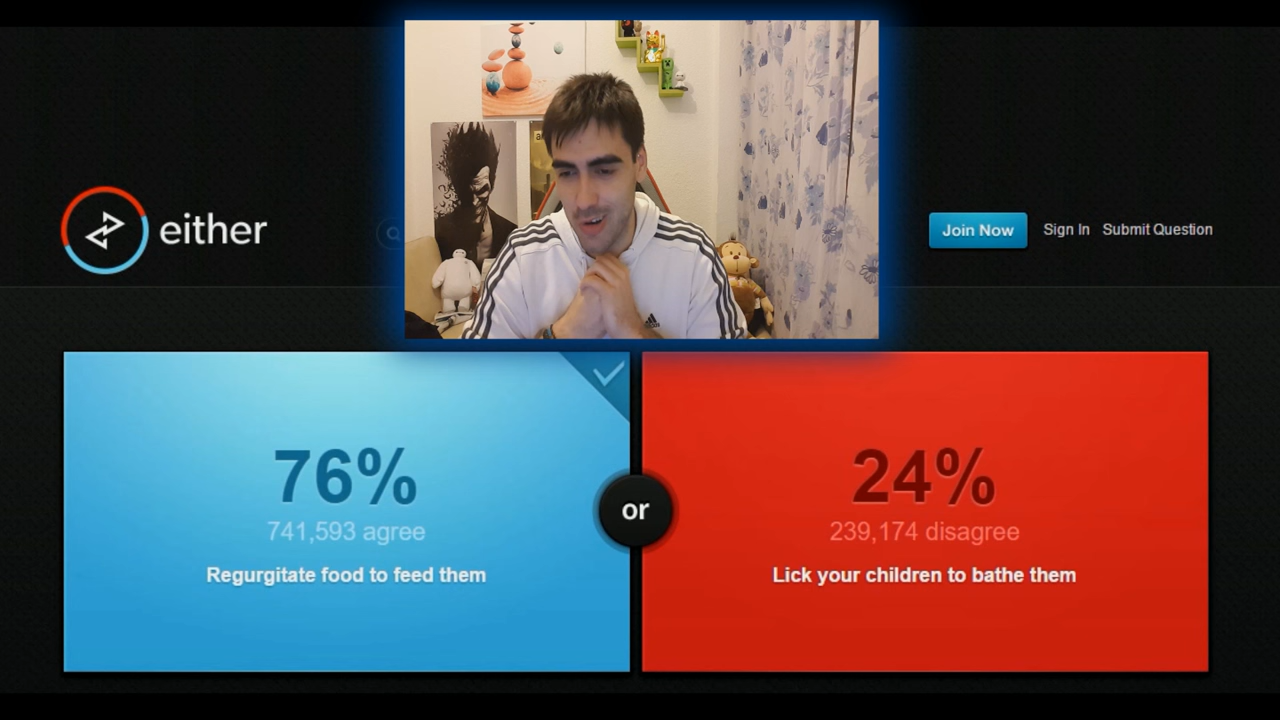 either
Join Now
Sign In
Submit Question
76%
741,593 agree
Regurgitate food to feed them
or
24%
239,174 disagree
Lick your children to bathe them